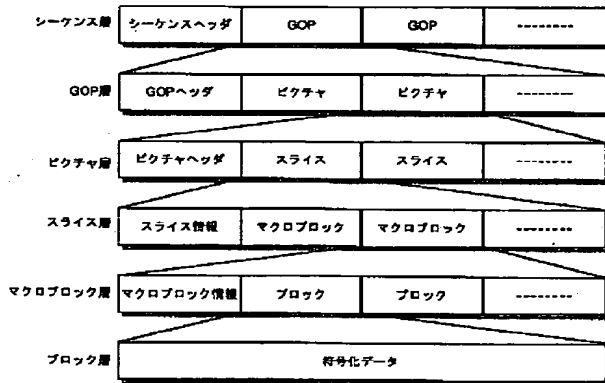 シーケンス層 シーケンスヘッダ GOP GOP --------
GOP層 GOPヘッダ ピクチャ ピクチャ --------
ピクチャ層 ピクチャヘッダ スライス スライス --------
スライス層 スライス情報 マクロブロック マクロブロック --------
マクロブロック層 マクロブロック情報 ブロック ブロック --------
ブロック層 符号化データ